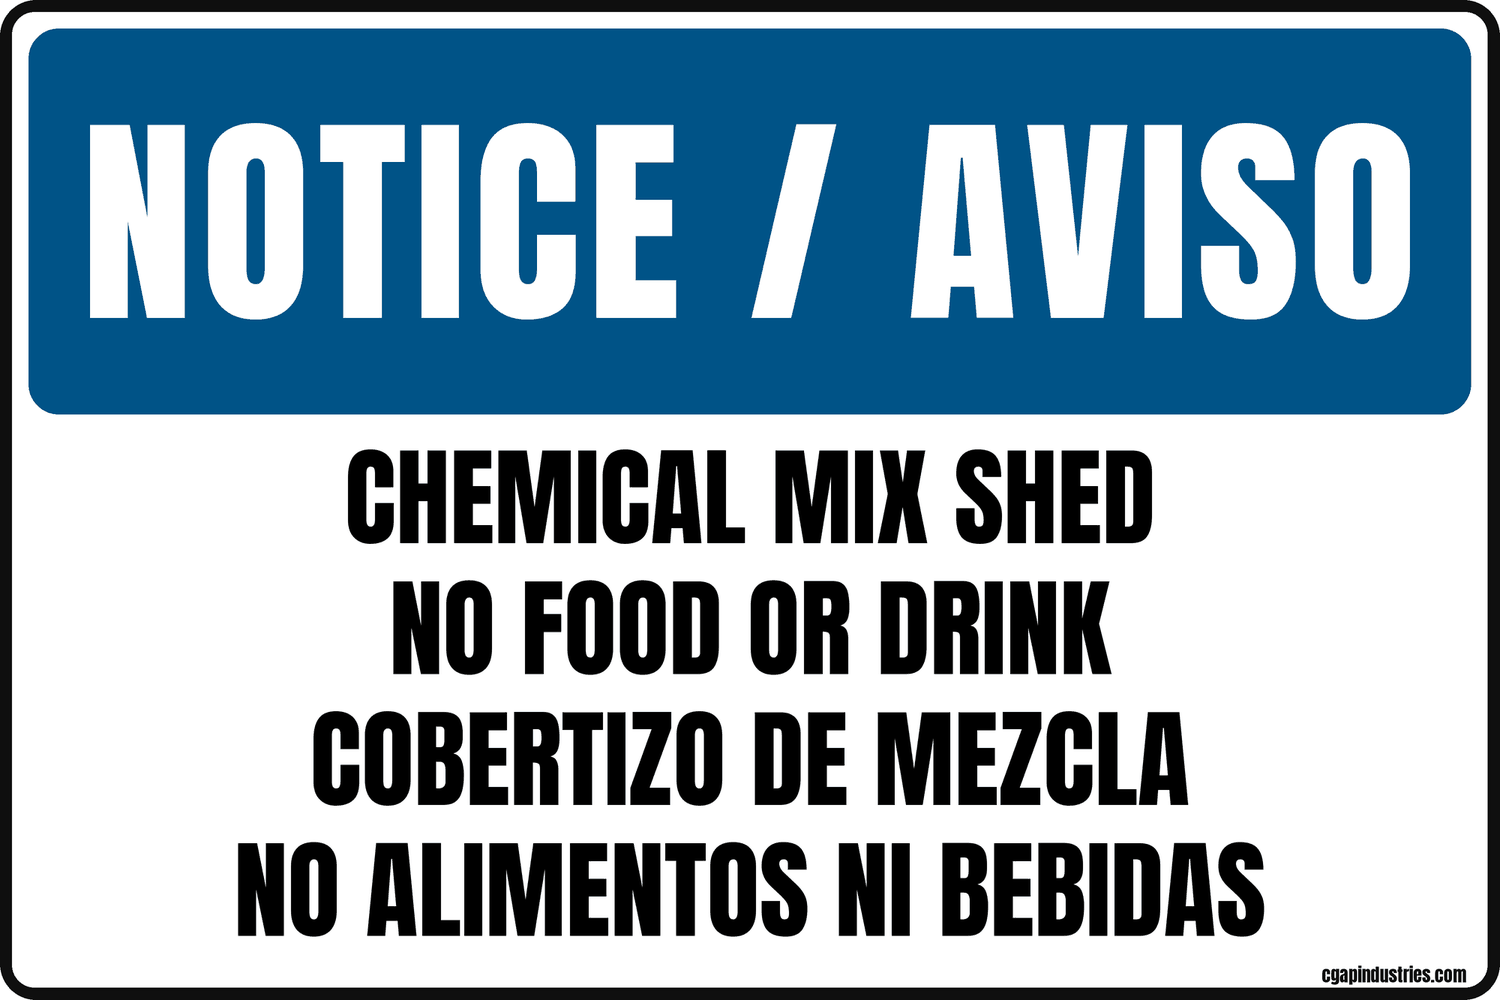 NOTICE / AVISO
CHEMICAL MIX SHED
NO FOOD OR DRINK
COBERTIZO DE MEZCLA
NO ALIMENTOS NI BEBIDAS
cgapindustries.com